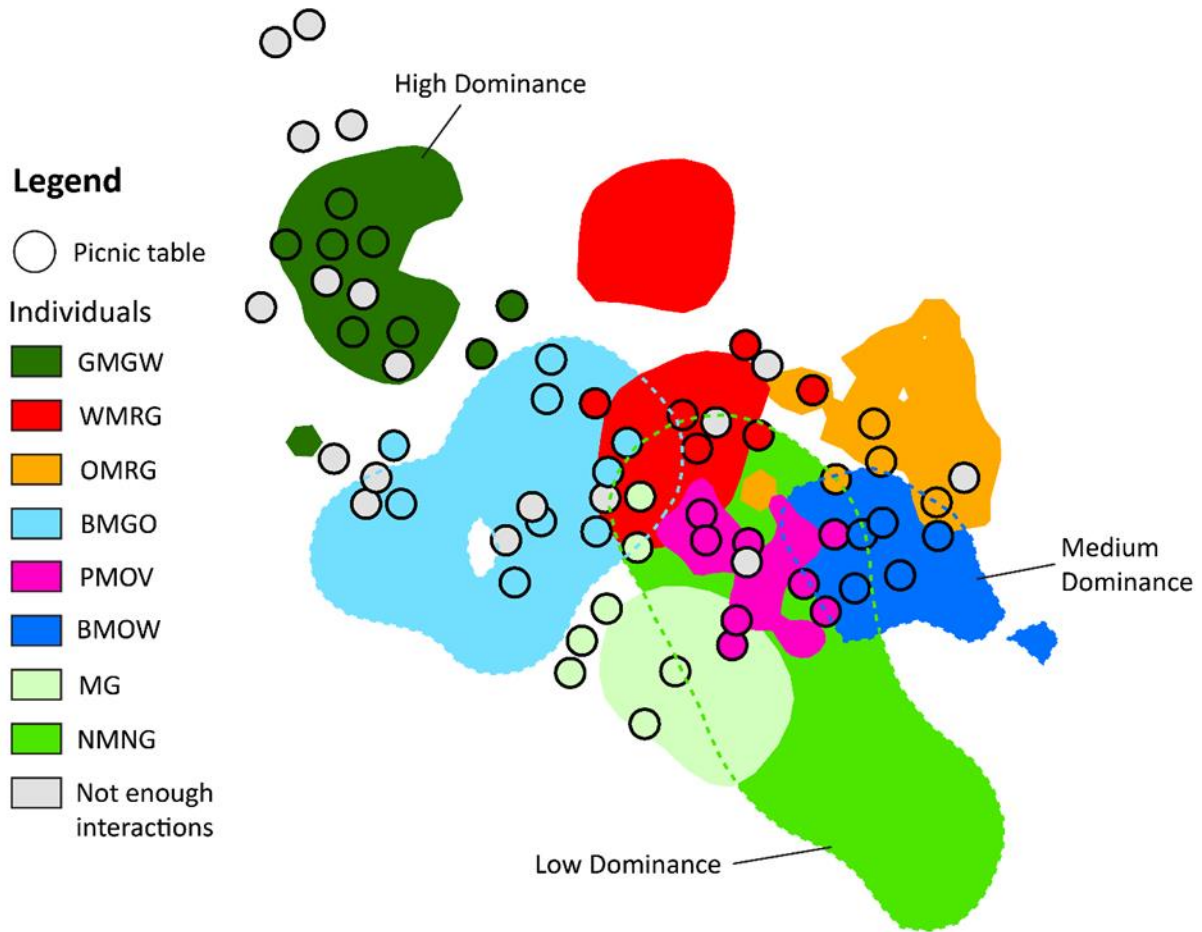 High Dominance
Legend
Picnic table
Individuals
GMGW
WMRG
OMRG
BMGO
PMOV
BMOW
MG
NMNG
Not enough
interactions
Medium
Dominance
Low Dominance